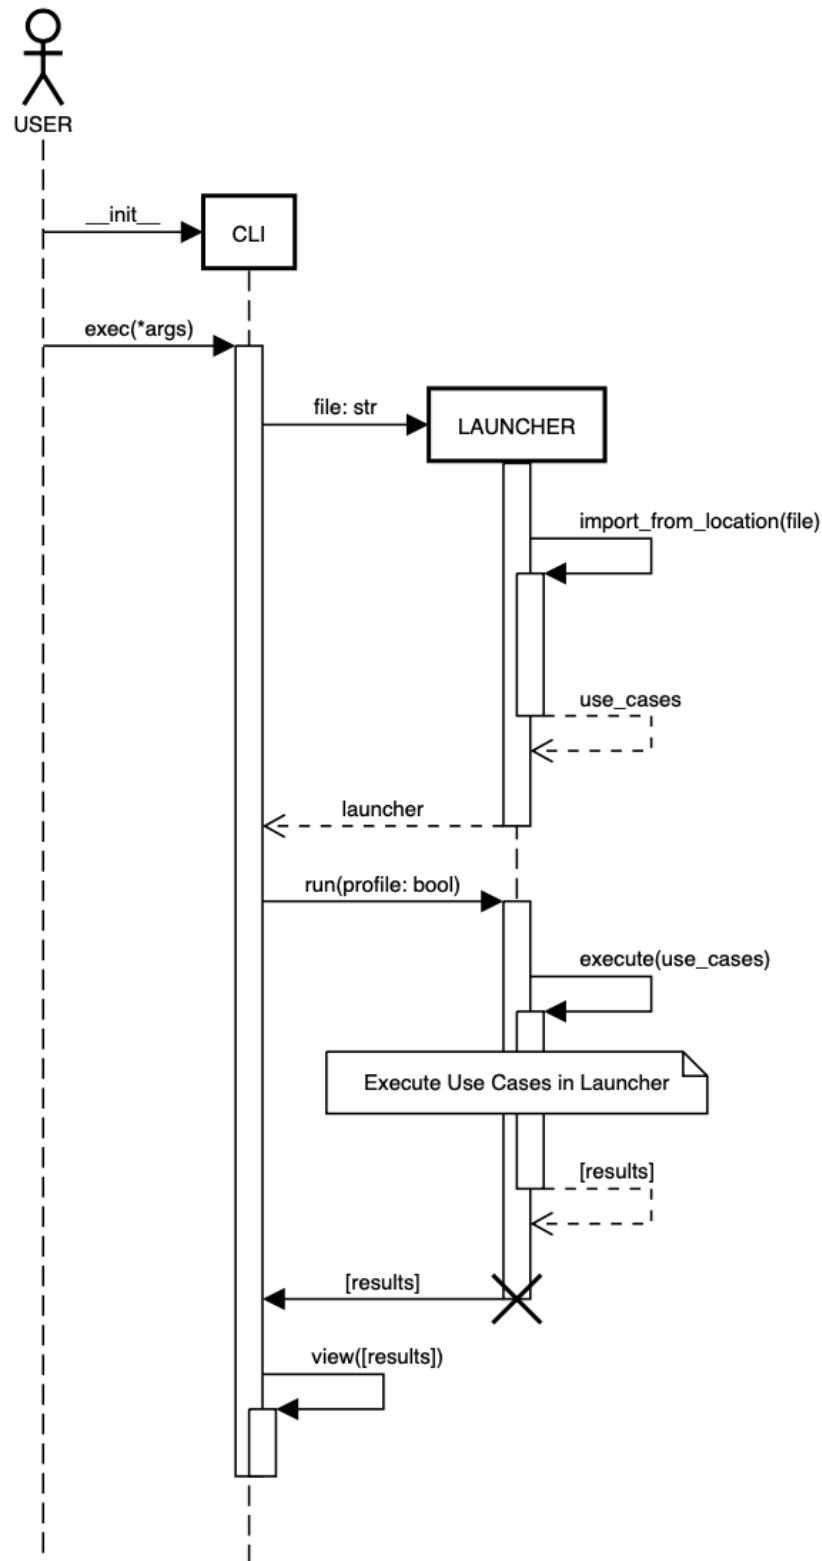 USER
__init__
CLI
exec(*args)
file: str
LAUNCHER
import_from_location(file)
use_cases
launcher
run(profile: bool)
execute(use_cases)
Execute Use Cases in Launcher
[results]
[results]
view([results])